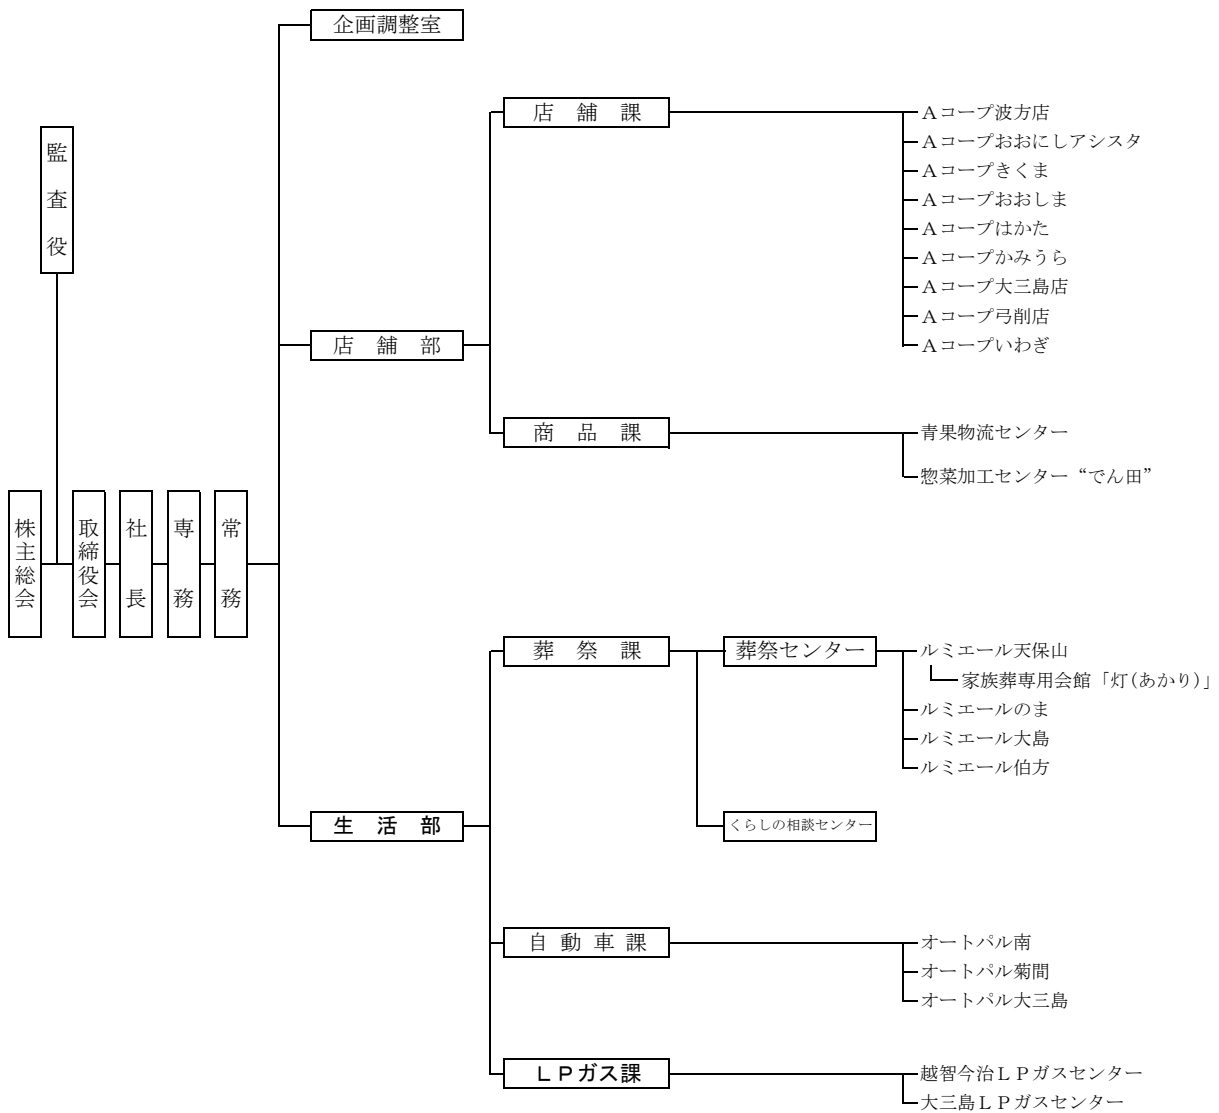 企画調整室
店　舗　課
Ａコープ波方店
Ａコープおおにしアシスタ
Ａコープきくま
Ａコープおおしま
Ａコープはかた
Ａコープかみうら
Ａコープ大三島店
Ａコープ弓削店
Ａコープいわぎ
監査役
店　舗　部
商　品　課
青果物流センター
惣菜加工センター“でん田”
株主総会
取締役会
社長
専務
常務
葬　祭　課
葬祭センター
ルミエール天保山
家族葬専用会館「灯(あかり)」
ルミエールのま
ルミエール大島
ルミエール伯方
生　活　部
くらしの相談センター
自 動 車 課
オートパル南
オートパル菊間
オートパル大三島
ＬＰガス課
越智今治ＬＰガスセンター
大三島ＬＰガスセンター